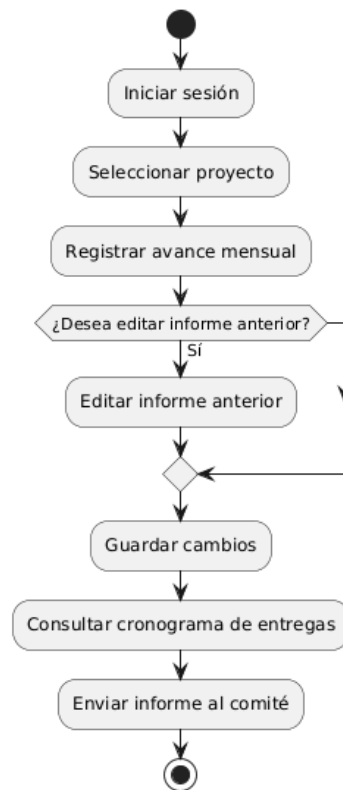 Iniciar sesión
Seleccionar proyecto
Registrar avance mensual
¿Desea editar informe anterior?
Sí
Editar informe anterior
Guardar cambios
Consultar cronograma de entregas
Enviar informe al comité